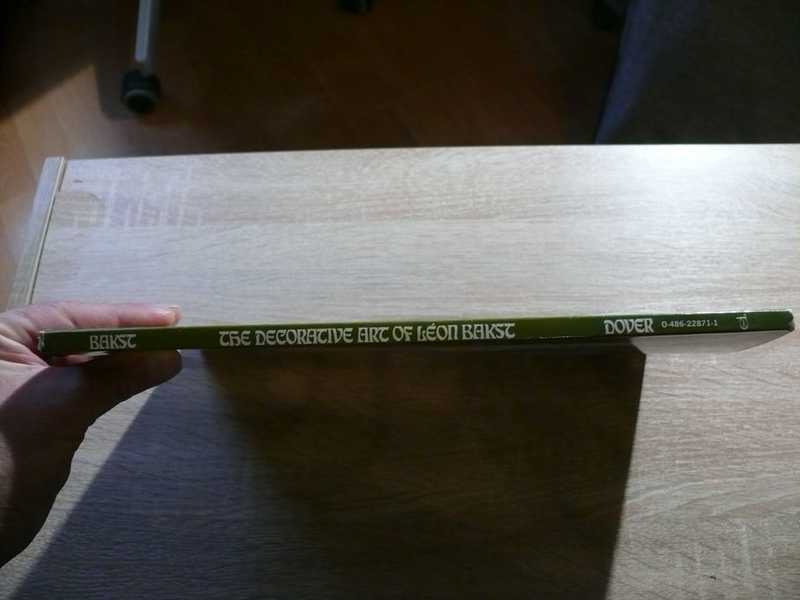 BAKST THE DECORATIVE ART OF LÉON BAKST DOVER 0-486-22871-1